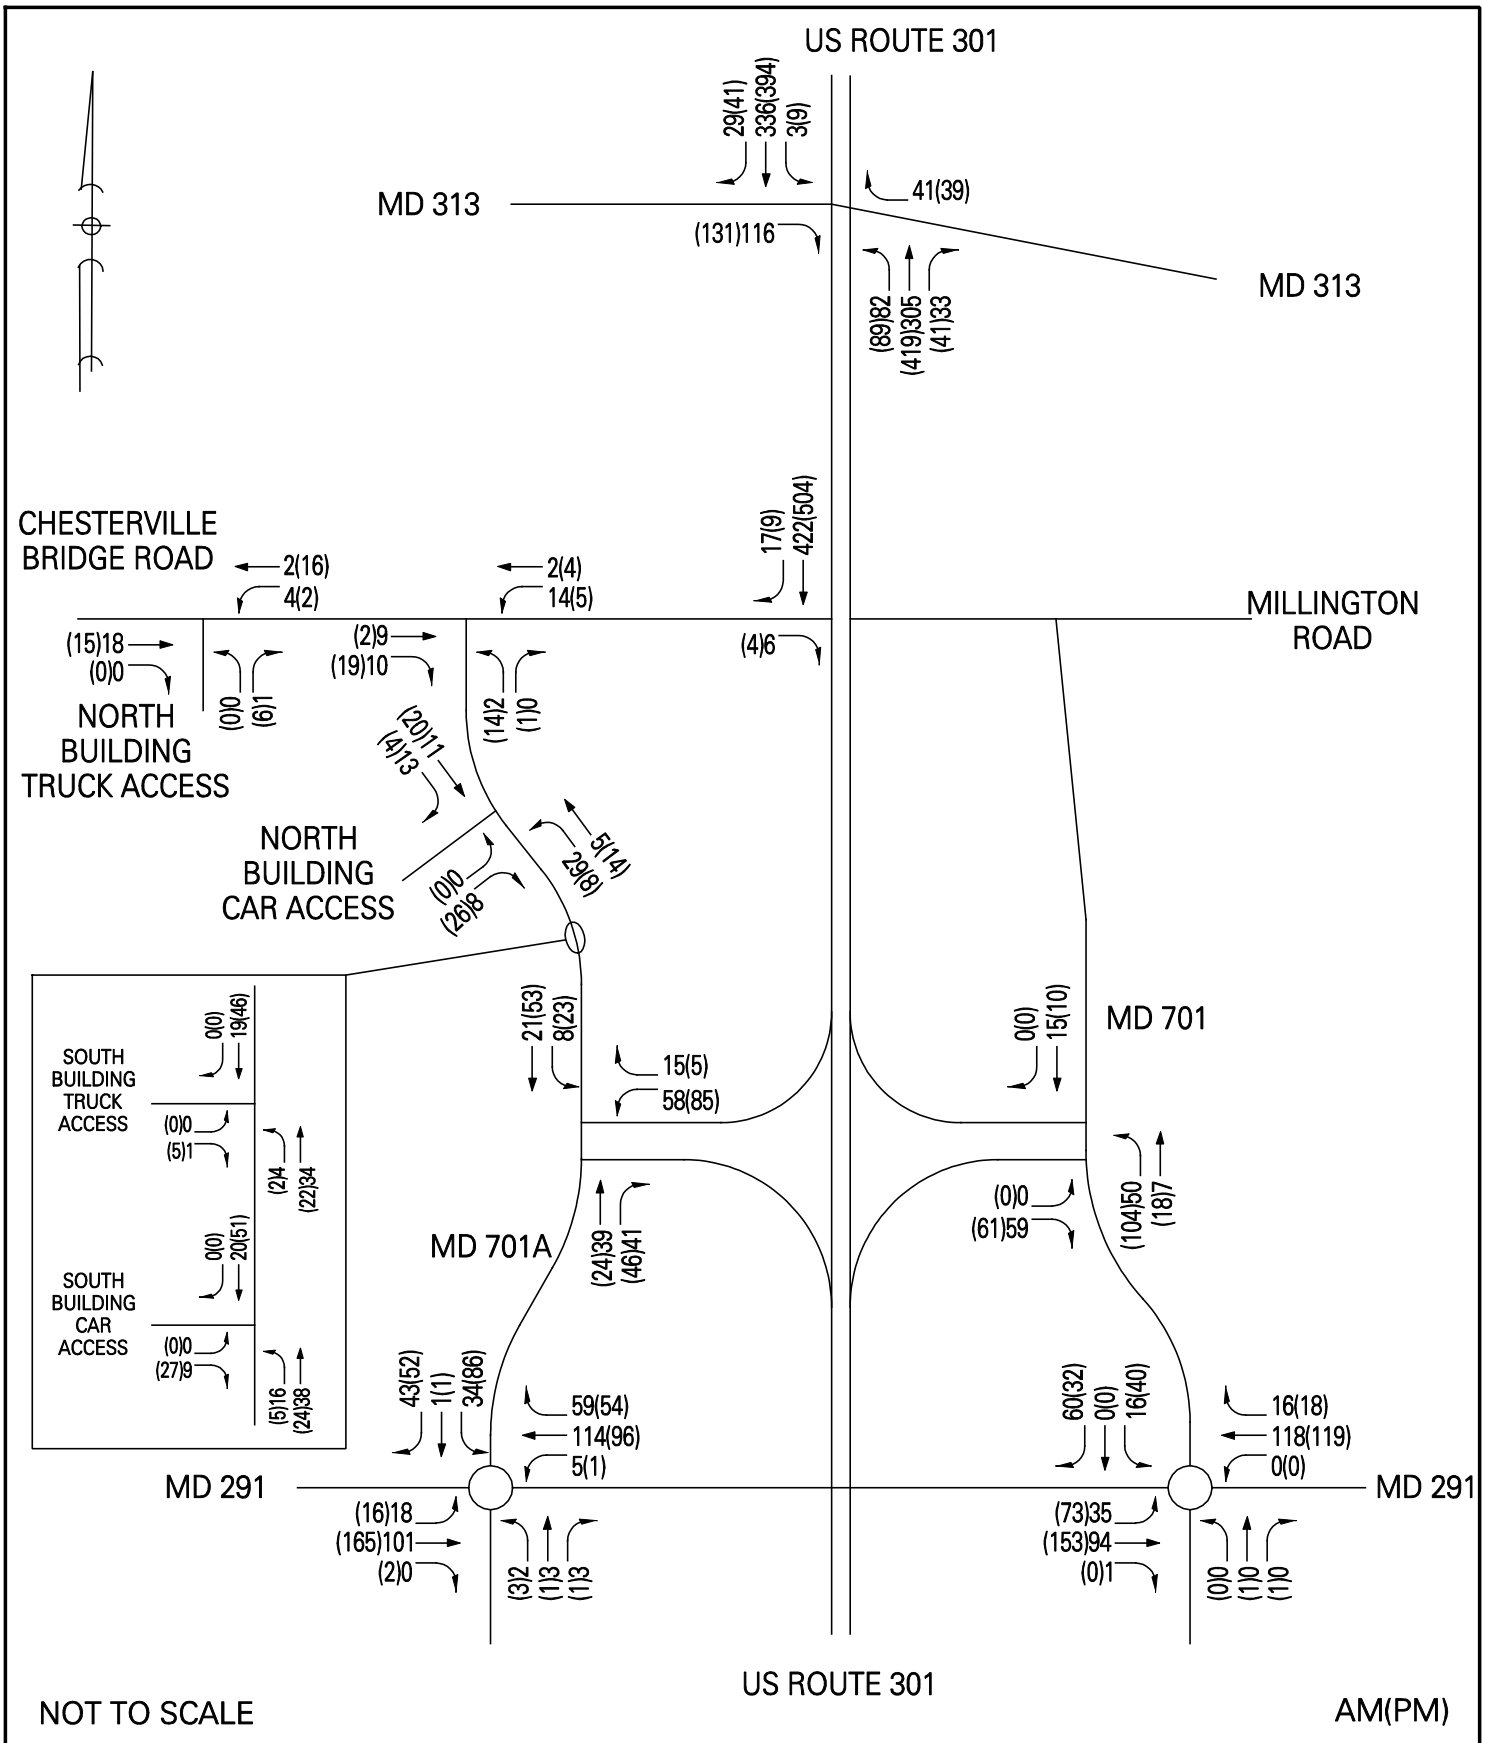 US ROUTE 301
29(41)
336(394)
3(9)
41(39)
MD 313
(131)116
(89)82
(419)305
(41)33
MD 313
CHESTERVILLE
BRIDGE ROAD
2(16)
4(2)
2(4)
14(5)
17(9)
422(504)
MILLINGTON
ROAD
(15)18
(0)0
(0)0
(6)1
(2)9
(19)10
(14)2
(1)0
(4)6
NORTH
BUILDING
TRUCK ACCESS
(20)11
(4)13
NORTH
BUILDING
CAR ACCESS
(0)0
(26)8
5(14)
29(8)
0(0)
19(46)
SOUTH
BUILDING
TRUCK
ACCESS
(0)0
(5)1
(2)4
(22)34
0(0)
20(51)
SOUTH
BUILDING
CAR
ACCESS
(0)0
(27)9
(5)16
(24)38
21(53)
8(23)
15(5)
58(85)
0(0)
15(10)
MD 701
MD 701A
(24)39
(46)41
(0)0
(61)59
(104)50
(18)7
43(52)
1(1)
34(86)
59(54)
114(96)
5(1)
60(32)
0(0)
16(40)
16(18)
118(119)
0(0)
MD 291
MD 291
(16)18
(165)101
(2)0
(3)2
(1)3
(1)3
(73)35
(153)94
(0)1
(0)0
(1)0
(1)0
US ROUTE 301
NOT TO SCALE
AM(PM)